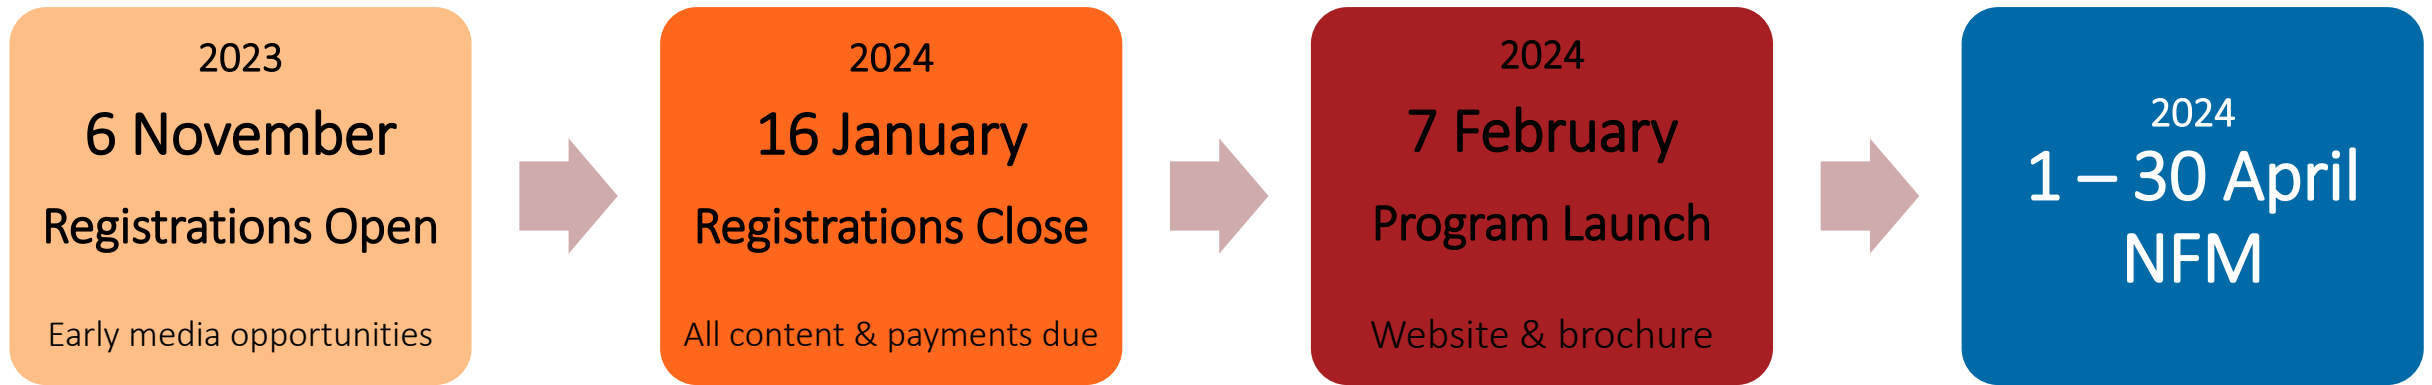 2023
6 November
Registrations Open
Early media opportunities
2024
16 January
Registrations Close
All content & payments due
2024
7 February
Program Launch
Website & brochure
2024
1 – 30 April
NFM